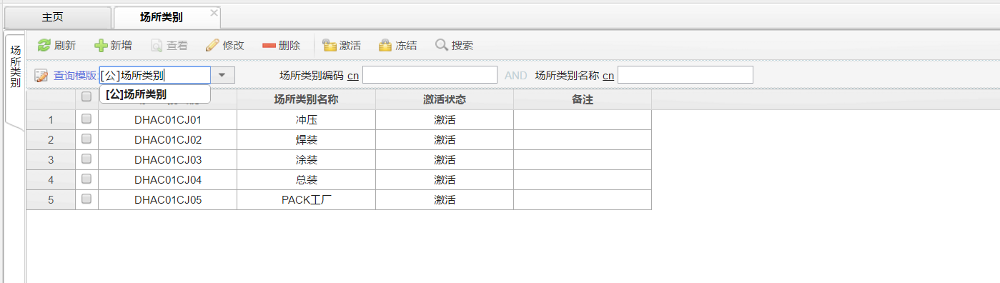 主页 场所类别
场所类别
刷新 新增 查看 修改 删除 激活 冻结 搜索
查询模版: [公]场所类别 场所类别编码 cn AND 场所类别名称 cn
[公]场所类别
场所类别名称 激活状态 备注
1 DHAC01CJ01 冲压 激活
2 DHAC01CJ02 焊装 激活
3 DHAC01CJ03 涂装 激活
4 DHAC01CJ04 总装 激活
5 DHAC01CJ05 PACK工厂 激活